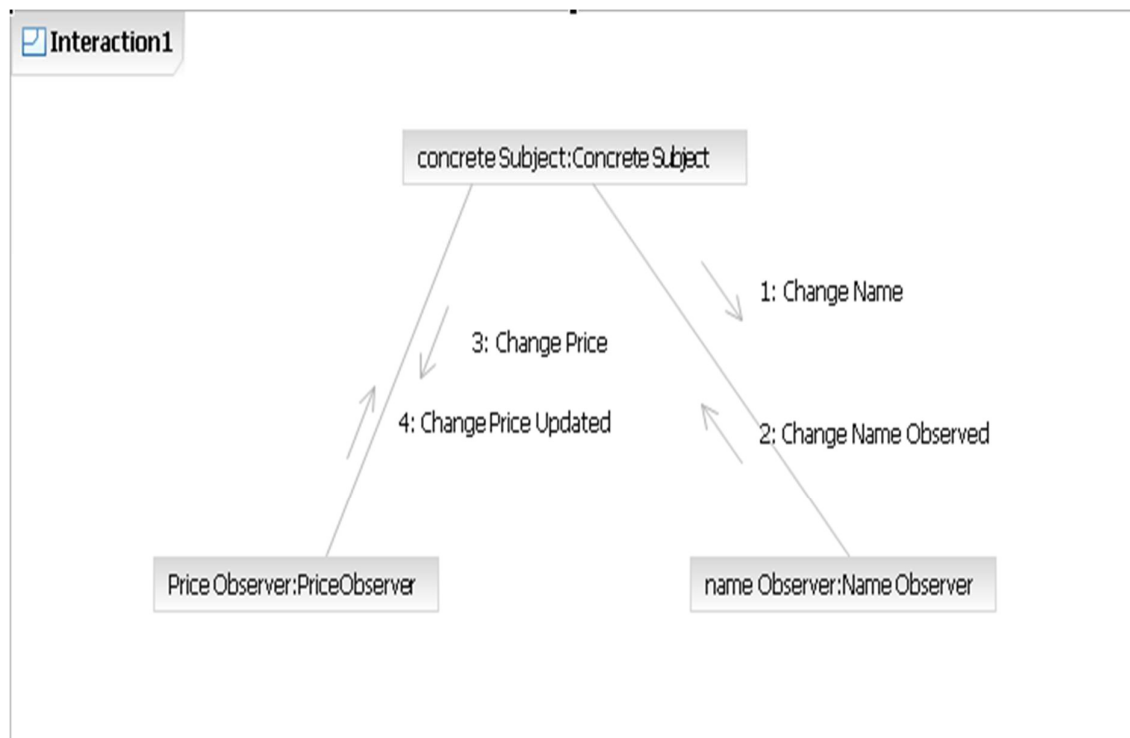 Interaction1
concrete Subject:Concrete Subject
1: Change Name
3: Change Price
4: Change Price Updated
2: Change Name Observed
Price Observer:PriceObserver
name Observer:Name Observer